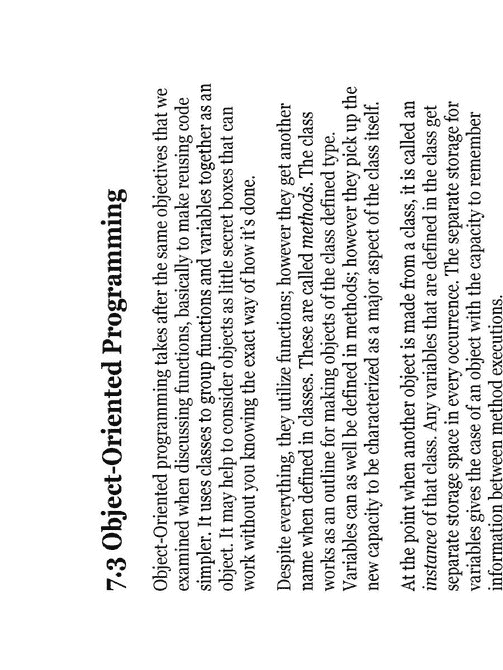 7.3 Object-Oriented Programming
Object-Oriented programming takes after the same objectives that we
examined when discussing functions, basically to make reusing code
simpler. It uses classes to group functions and variables together as an
object. It may help to consider objects as little secret boxes that can
work without you knowing the exact way of how it's done.
Despite everything, they utilize functions; however they get another
name when defined in classes. These are called methods. The class
works as an outline for making objects of the class defined type.
Variables can as well be defined in methods; however they pick up the
new capacity to be characterized as a major aspect of the class itself.
At the point when another object is made from a class, it is called an
instance of that class. Any variables that are defined in the class get
separate storage space in every occurrence. The separate storage for
variables gives the case of an object with the capacity to remember
information between method executions.